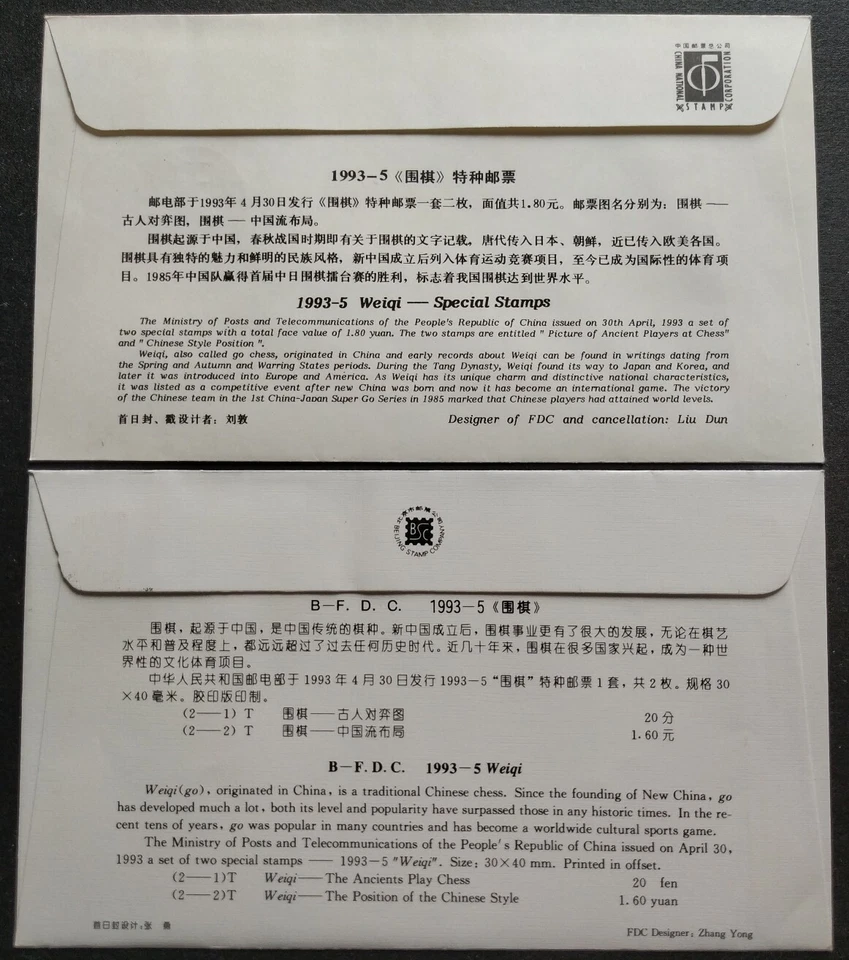 中国邮票总公司
CHINA NATIONAL STAMP CORPORATION
1993-5《围棋》特种邮票
邮电部于1993年4月30日发行《围棋》特种邮票一套二枚，面值共1.80元。邮票图名分别为：围棋——
古人对弈图，围棋——中国流布局。
围棋起源于中国，春秋战国时期即有关于围棋的文字记载，唐代传入日本、朝鲜，近已传入欧美各国。
围棋具有独特的魅力和鲜明的民族风格，新中国成立后列入体育运动竞赛项目，至今已成为国际性的体育项
目。1985年中国队赢得首届中日围棋擂台赛的胜利，标志着我国围棋达到世界水平。
1993-5 Weiqi — Special Stamps
The Ministry of Posts and Telecommunications of the People's Republic of China issued on 30th April, 1993 a set of
two special stamps with a total face value of 1.80 yuan. The two stamps are entitled " Picture of Ancient Players at Chess"
and " Chinese Style Position ".
Weiqi, also called go chess, originated in China and early records about Weiqi can be found in writings dating from
the Spring and Autumn and Warring States periods. During the Tang Dynasty, Weiqi found its way to Japan and Korea, and
later it was introduced into Europe and America. As Weiqi has its unique charm and distinctive national characteristics,
it was listed as a competitive event after new China was born and now it has become an international game. The victory
of the Chinese team in the 1st China-Japan Super Go Series in 1985 marked that Chinese players had attained world levels.
首日封、戳设计者：刘敦 Designer of FDC and cancellation: Liu Dun
北京市邮票公司
BSC
BEIJING STAMP COMPANY
B—F. D. C. 1993—5《围棋》
围棋，起源于中国，是中国传统的棋种。新中国成立后，围棋事业更有了很大的发展，无论在棋艺
水平和普及程度上，都远远超过了过去任何历史时代。近几十年来，围棋在很多国家兴起，成为一种世
界性的文化体育项目。
中华人民共和国邮电部于1993年4月30日发行1993—5“围棋”特种邮票1套，共2枚。规格30
×40毫米。胶印版印制。
(2——1) T 围棋——古人对弈图 20分
(2——2) T 围棋——中国流布局 1.60元
B—F. D. C. 1993—5 Weiqi
Weiqi(go), originated in China, is a traditional Chinese chess. Since the founding of New China, go
has developed much a lot, both its level and popularity have surpassed those in any historic times. In the re-
cent tens of years, go was popular in many countries and has become a worldwide cultural sports game.
The Ministry of Posts and Telecommunications of the People's Republic of China issued on April 30,
1993 a set of two special stamps —— 1993—5 "Weiqi". Size: 30×40 mm. Printed in offset.
(2——1)T Weiqi——The Ancients Play Chess 20 fen
(2——2)T Weiqi——The Position of the Chinese Style 1.60 yuan
首日封设计：张 FDC Designer: Zhang Yong